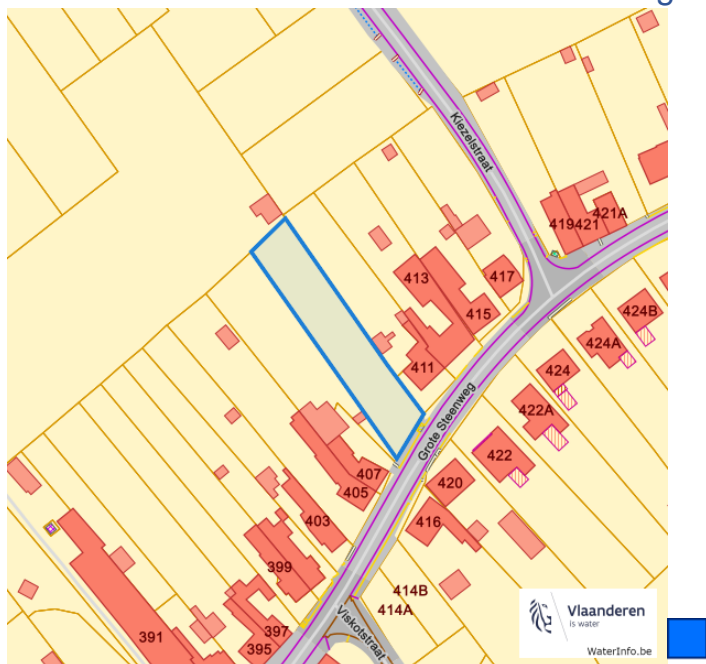 g
Kiezelstraat
419 421 421A
413
417
415
424B
424A
411
424
Grote Steenweg
422A
422
407
420
405
403
416
399
414B
414A
397
391
395
Viskotstraat
Vlaanderen
is water
WaterInfo.be